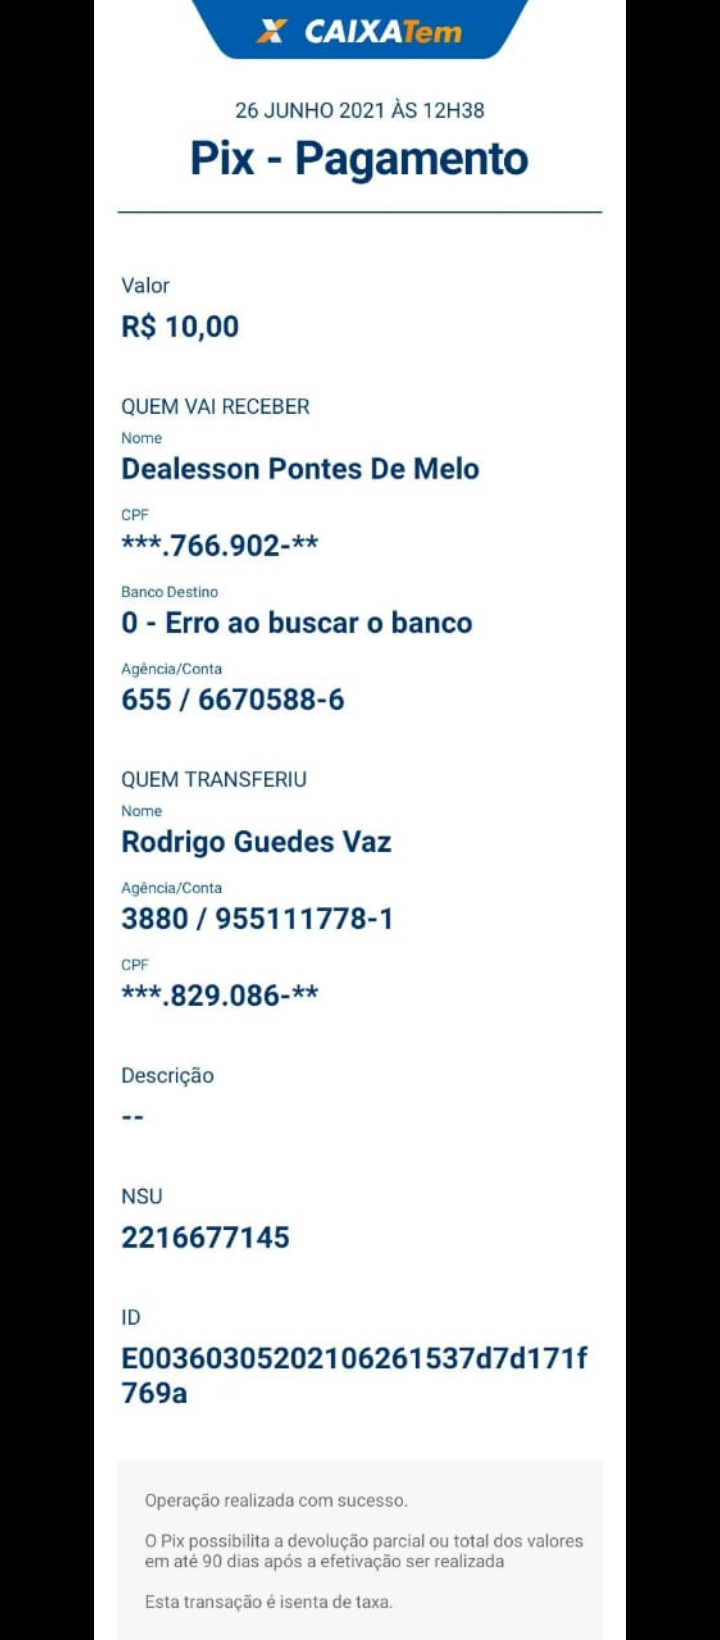 CAIXATem
26 JUNHO 2021 ÀS 12H38
Pix - Pagamento
Valor
R$ 10,00
QUEM VAI RECEBER
Nome
Dealesson Pontes De Melo
CPF
***.766.902-**
Banco Destino
0 - Erro ao buscar o banco
Agência/Conta
655 / 6670588-6
QUEM TRANSFERIU
Nome
Rodrigo Guedes Vaz
Agência/Conta
3880 / 955111778-1
CPF
***.829.086-**
Descrição
--
NSU
2216677145
ID
E00360305202106261537d7d171f
769a
Operação realizada com sucesso.
O Pix possibilita a devolução parcial ou total dos valores
em até 90 dias após a efetivação ser realizada
Esta transação é isenta de taxa.